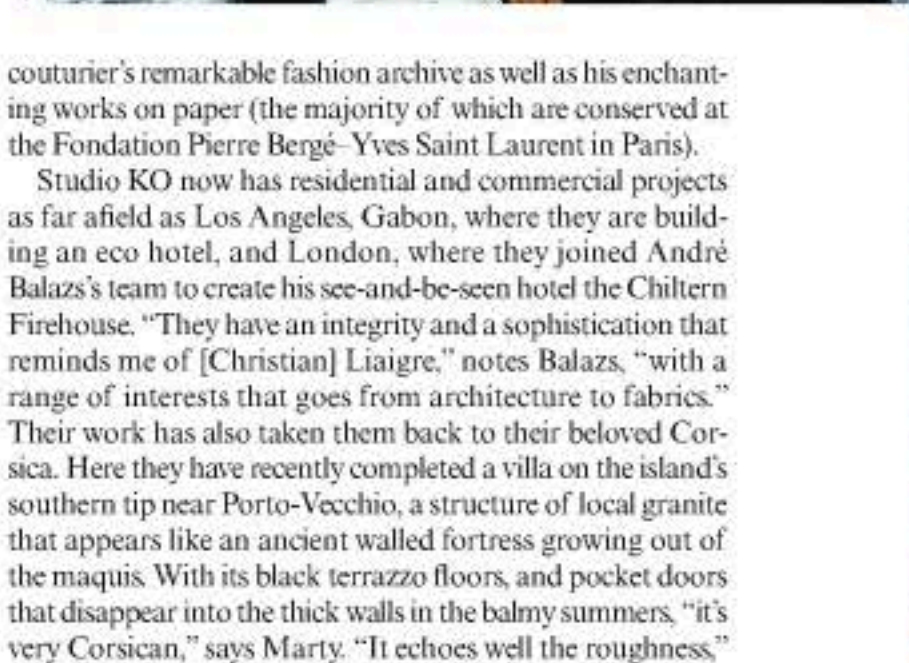 couturier's remarkable fashion archive as well as his enchant-
ing works on paper (the majority of which are conserved at
the Fondation Pierre Bergé–Yves Saint Laurent in Paris).
Studio KO now has residential and commercial projects
as far afield as Los Angeles, Gabon, where they are build-
ing an eco hotel, and London, where they joined André
Balazs's team to create his see-and-be-seen hotel the Chiltern
Firehouse. “They have an integrity and a sophistication that
reminds me of [Christian] Liaigre,” notes Balazs, “with a
range of interests that goes from architecture to fabrics.”
Their work has also taken them back to their beloved Cor-
sica. Here they have recently completed a villa on the island's
southern tip near Porto-Vecchio, a structure of local granite
that appears like an ancient walled fortress growing out of
the maquis. With its black terrazzo floors, and pocket doors
that disappear into the thick walls in the balmy summers, “it's
very Corsican,” says Marty. “It echoes well the roughness,”